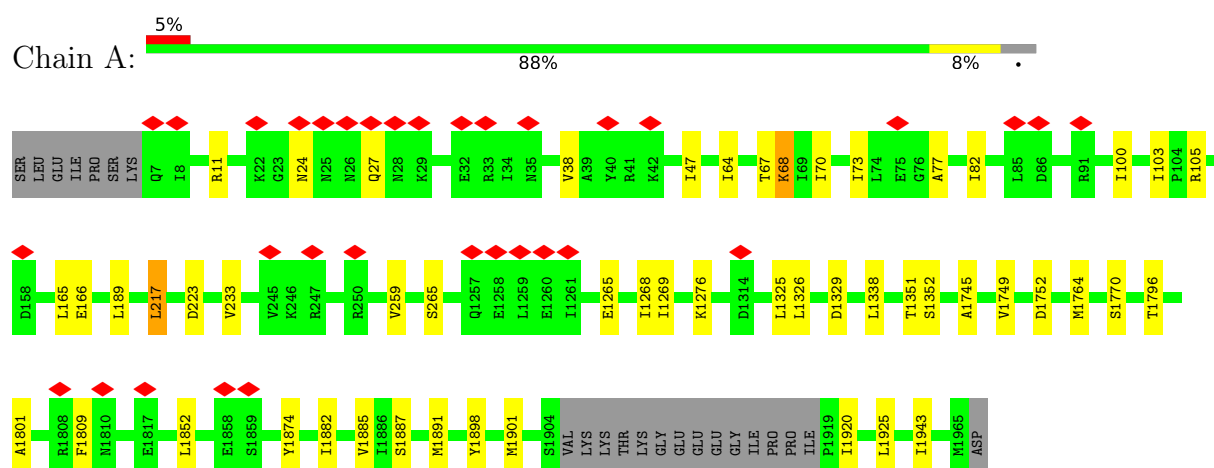 5%
Chain A:
88% 8% •
SER LEU GLU ILE PRO SER LYS Q7 I8 R11 K22 G23 N24 N25 N26 Q27 N28 K29 E32 R33 I34 N35 V38 A39 Y40 R41 K42 I47 I64 T67 K68 I69 I70 I73 L74 E75 G76 A77 I82 L85 D86 R91 I100 I103 P104 R105
D158 L165 E166 L189 L217 D223 V233 V245 K246 R247 R250 V259 S265 Q1257 E1258 L1259 E1260 I1261 E1265 I1268 I1269 K1276 D1314 L1325 L1326 D1329 L1338 T1351 S1352 A1745 V1749 D1752 M1764 S1770 T1796
A1801 R1808 F1809 N1810 E1817 L1852 E1858 S1859 Y1874 I1882 V1885 I1886 S1887 M1891 Y1898 M1901 S1904 VAL LYS LYS THR LYS GLY GLU GLU GLU GLY ILE PRO PRO ILE P1919 I1920 L1925 I1943 M1965 ASP